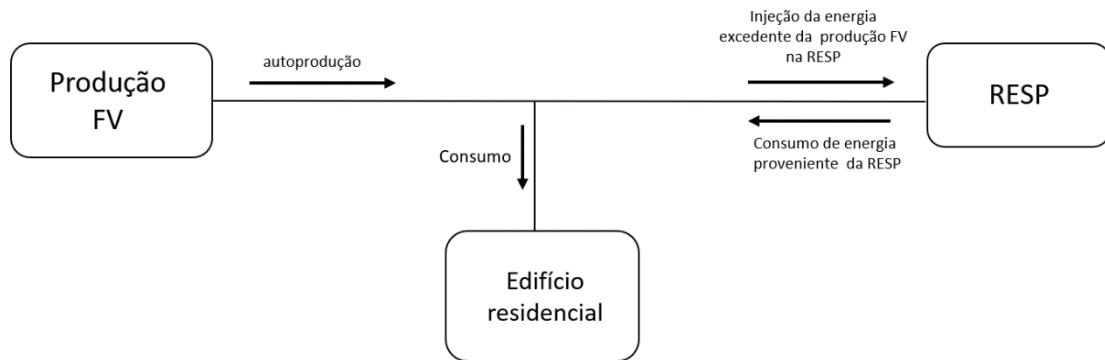 Produção
FV
autoprodução
Injeção da energia
excedente da produção FV
na RESP
RESP
Consumo de energia
proveniente da RESP
Consumo
Edifício
residencial